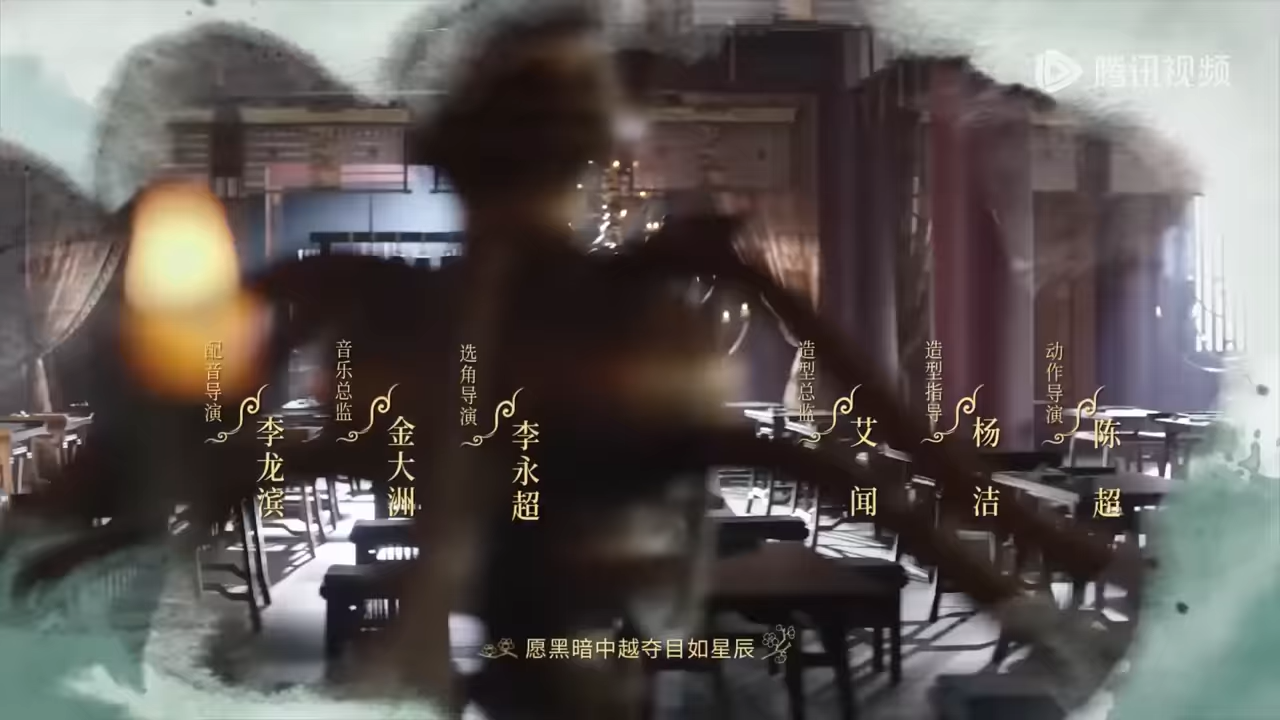 腾讯视频
配音导演
李龙滨
音乐总监
金大洲
选角导演
李永超
造型总监
艾闻
造型指导
杨洁
动作导演
陈超
愿黑暗中越夺目如星辰